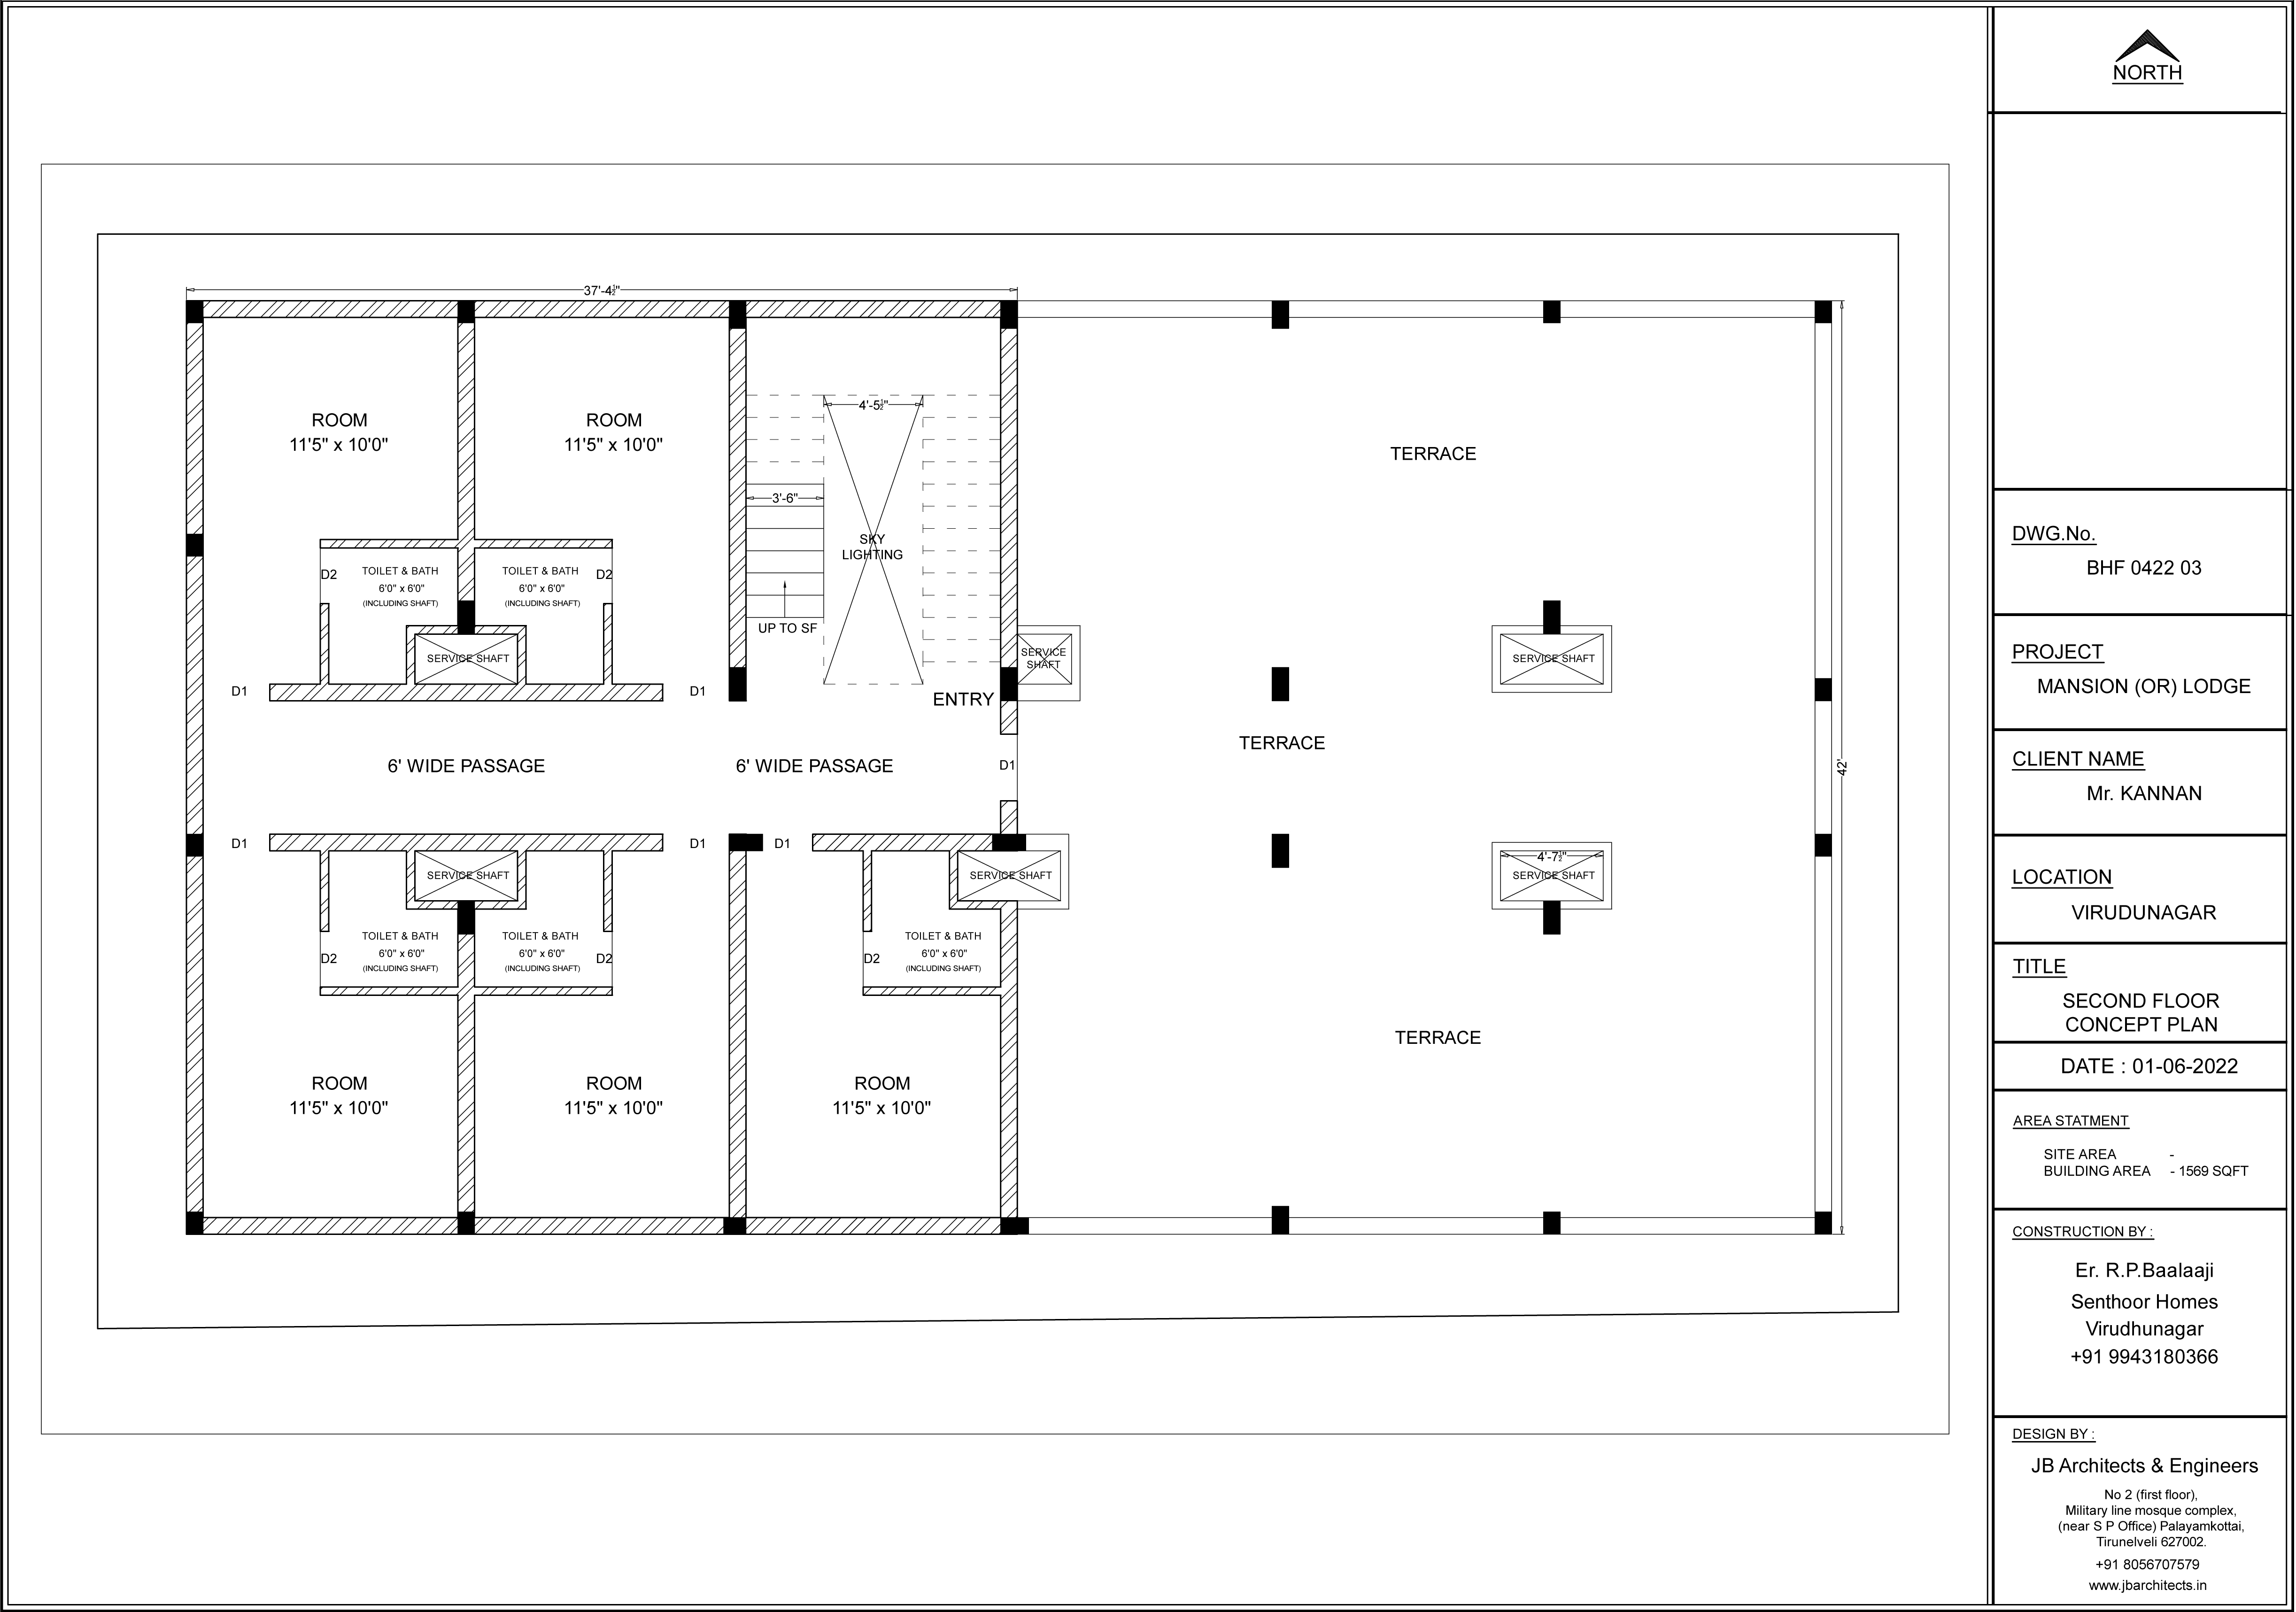 NORTH
37'-4½"
ROOM
11'5" x 10'0"
ROOM
11'5" x 10'0"
4'-5½"
3'-6"
SKY
LIGHTING
UP TO SF
TERRACE
D2
TOILET & BATH
6'0" x 6'0"
(INCLUDING SHAFT)
TOILET & BATH
6'0" x 6'0"
(INCLUDING SHAFT)
D2
SERVICE SHAFT
SERVICE
SHAFT
SERVICE SHAFT
D1
D1
ENTRY
6' WIDE PASSAGE
6' WIDE PASSAGE
D1
TERRACE
42'
D1
D1
D1
SERVICE SHAFT
SERVICE SHAFT
4'-7½"
SERVICE SHAFT
D2
TOILET & BATH
6'0" x 6'0"
(INCLUDING SHAFT)
TOILET & BATH
6'0" x 6'0"
(INCLUDING SHAFT)
D2
D2
TOILET & BATH
6'0" x 6'0"
(INCLUDING SHAFT)
TERRACE
ROOM
11'5" x 10'0"
ROOM
11'5" x 10'0"
ROOM
11'5" x 10'0"
DWG.No.
BHF 0422 03
PROJECT
MANSION (OR) LODGE
CLIENT NAME
Mr. KANNAN
LOCATION
VIRUDUNAGAR
TITLE
SECOND FLOOR
CONCEPT PLAN
DATE : 01-06-2022
AREA STATMENT
SITE AREA -
BUILDING AREA - 1569 SQFT
CONSTRUCTION BY :
Er. R.P.Baalaaji
Senthoor Homes
Virudhunagar
+91 9943180366
DESIGN BY :
JB Architects & Engineers
No 2 (first floor),
Military line mosque complex,
(near S P Office) Palayamkottai,
Tirunelveli 627002.
+91 8056707579
www.jbarchitects.in